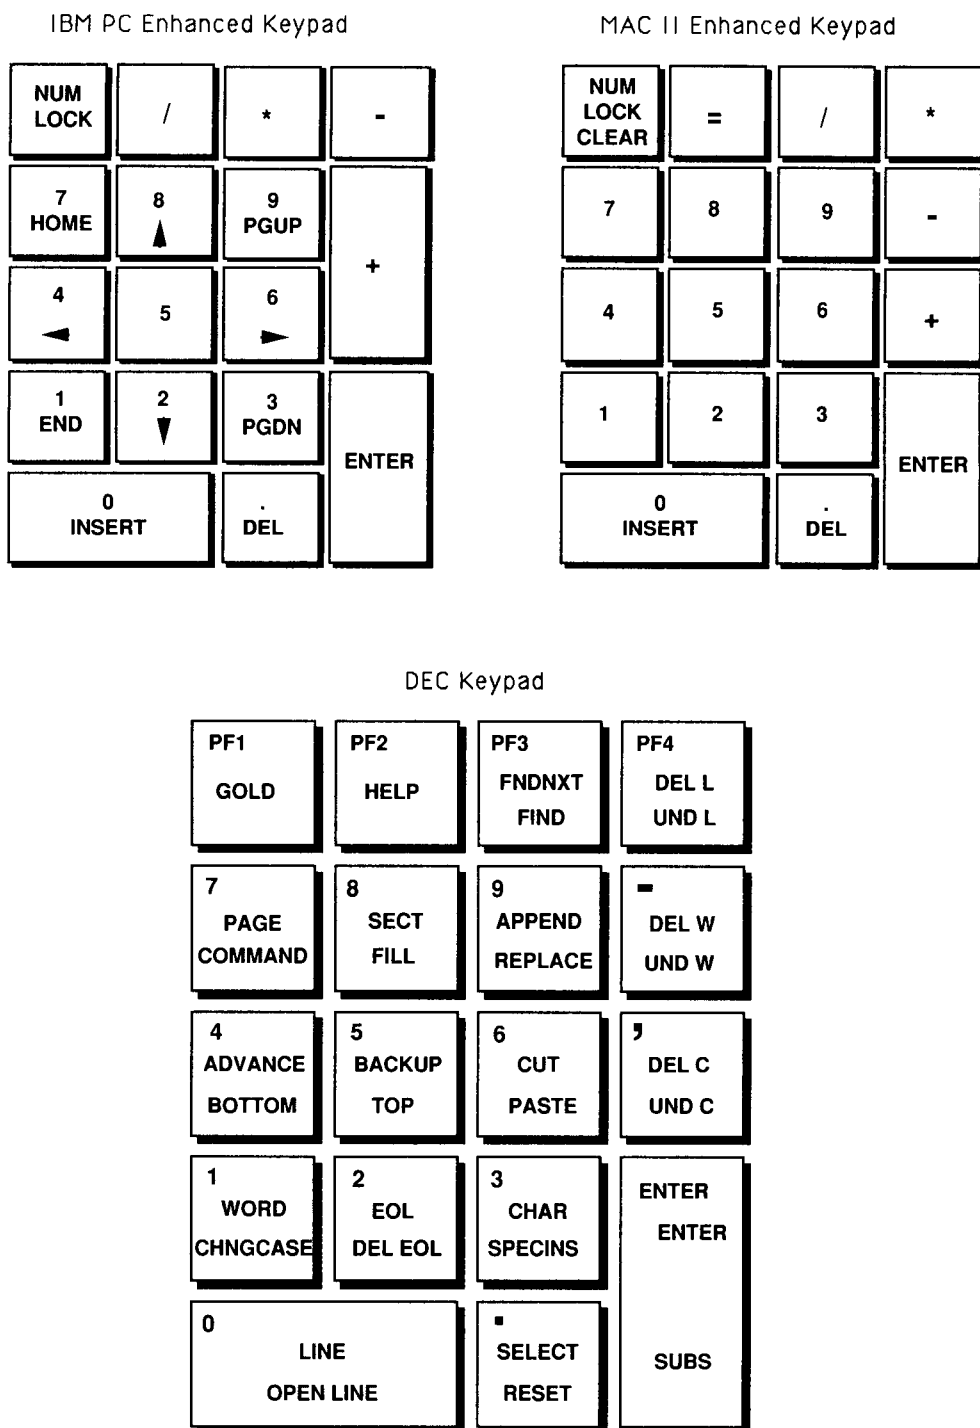 IBM PC Enhanced Keypad
NUM
LOCK
/
*
-
7
HOME
8
9
PGUP
+
4
5
6
1
END
2
3
PGDN
ENTER
0
INSERT
.
DEL
MAC II Enhanced Keypad
NUM
LOCK
CLEAR
=
/
*
7
8
9
-
4
5
6
+
1
2
3
ENTER
0
INSERT
.
DEL
DEC Keypad
PF1
GOLD
PF2
HELP
PF3
FNDNXT
FIND
PF4
DEL L
UND L
7
PAGE
COMMAND
8
SECT
FILL
9
APPEND
REPLACE
-
DEL W
UND W
4
ADVANCE
BOTTOM
5
BACKUP
TOP
6
CUT
PASTE
,
DEL C
UND C
1
WORD
CHNGCASE
2
EOL
DEL EOL
3
CHAR
SPECINS
ENTER
ENTER
SUBS
0
LINE
OPEN LINE
.
SELECT
RESET